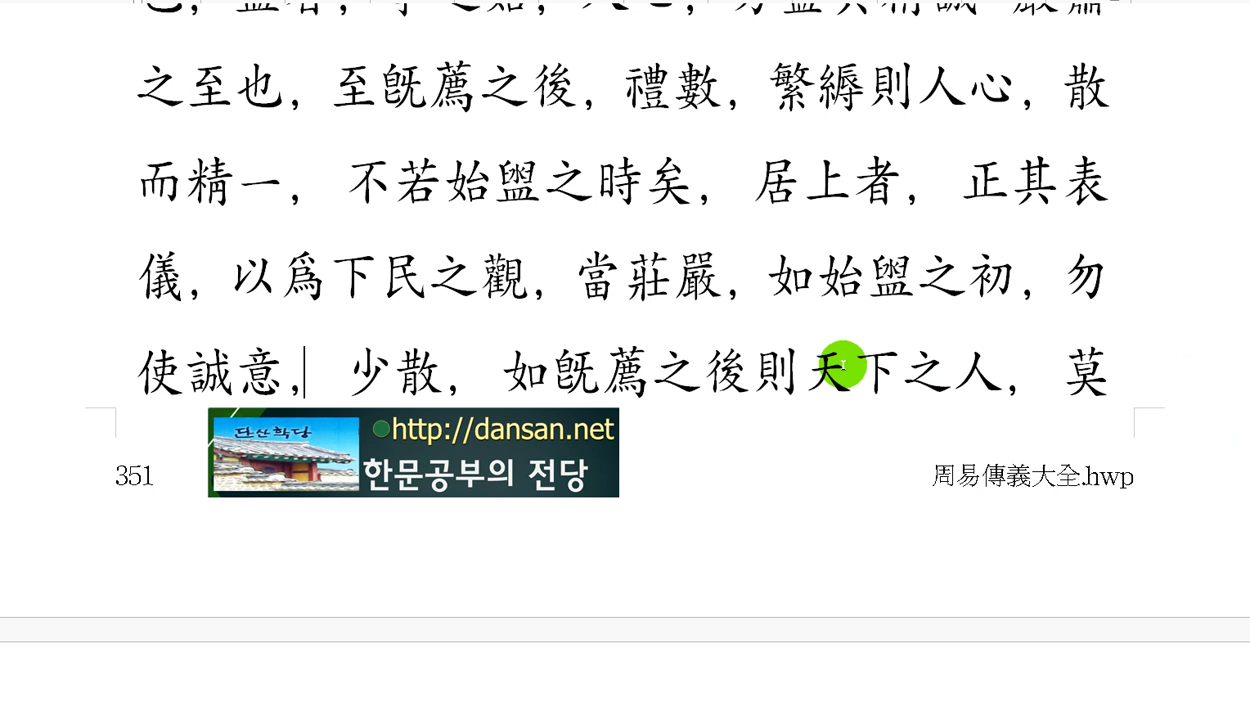 之至也, 至旣薦之後, 禮數, 繁縟則人心, 散
而精一, 不若始盥之時矣, 居上者, 正其表
儀, 以爲下民之觀, 當莊嚴, 如始盥之初, 勿
使誠意, 少散, 如旣薦之後則天下之人, 莫
단산학당
http://dansan.net
한문공부의 전당
351
周易傳義大全.hwp